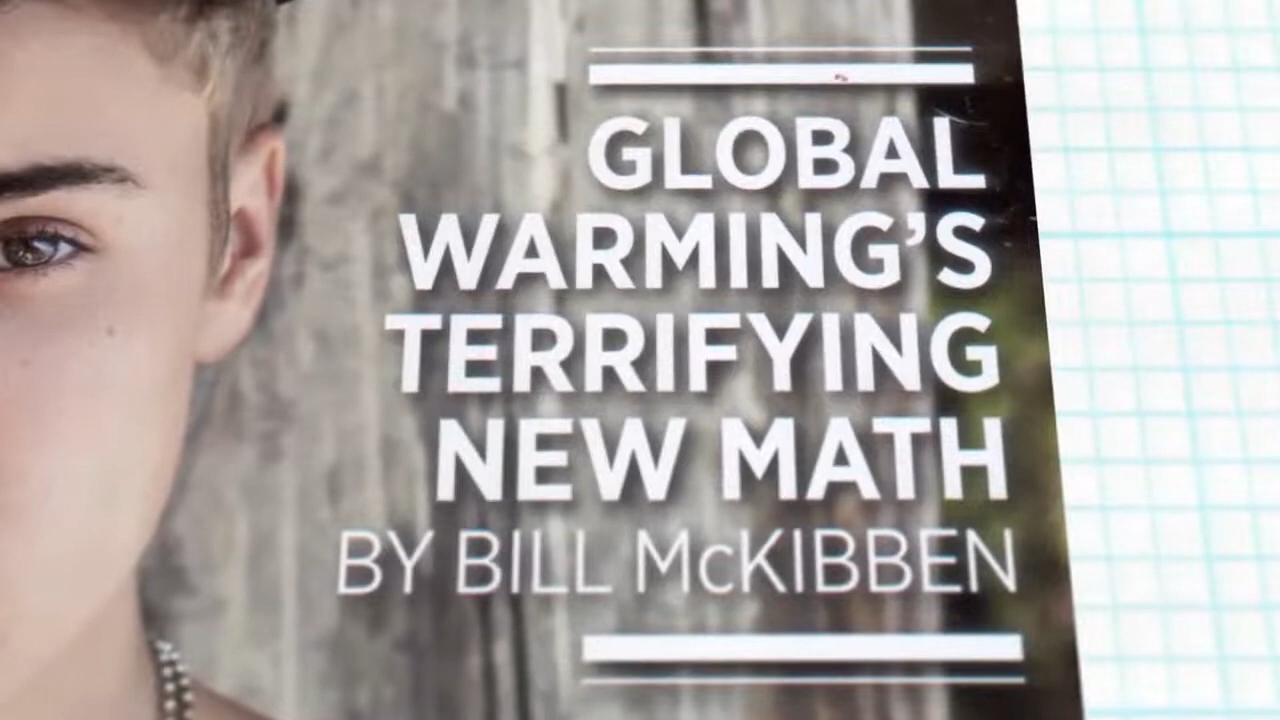 GLOBAL
WARMING’S
TERRIFYING
NEW MATH
BY BILL McKIBBEN